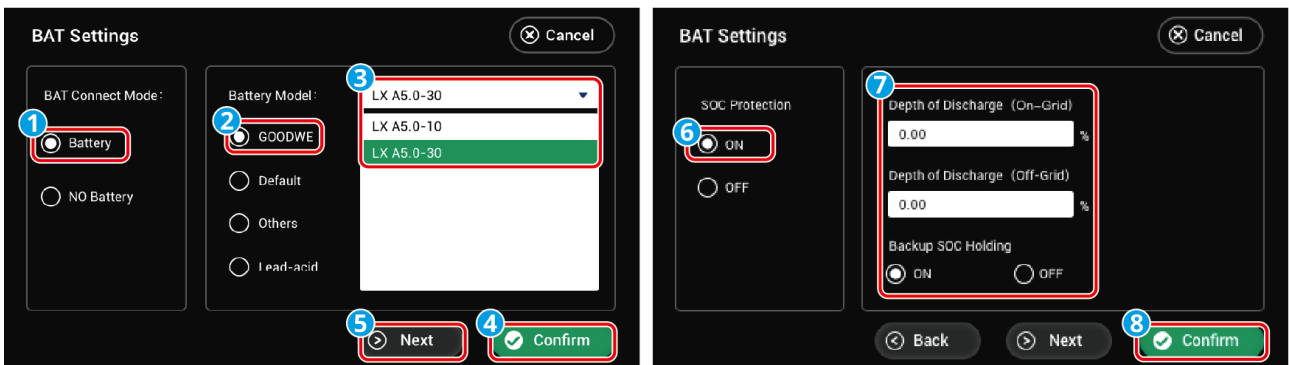 BAT Settings
Cancel
BAT Connect Mode:
1
Battery
NO Battery
Battery Model:
2
GOODWE
Default
Others
Lead-acid
3
LX A5.0-30
LX A5.0-10
LX A5.0-30
5
Next
4
Confirm
BAT Settings
Cancel
SOC Protection
6
ON
OFF
7
Depth of Discharge (On-Grid)
0.00 %
Depth of Discharge (Off-Grid)
0.00 %
Backup SOC Holding
ON OFF
Back
Next
8
Confirm